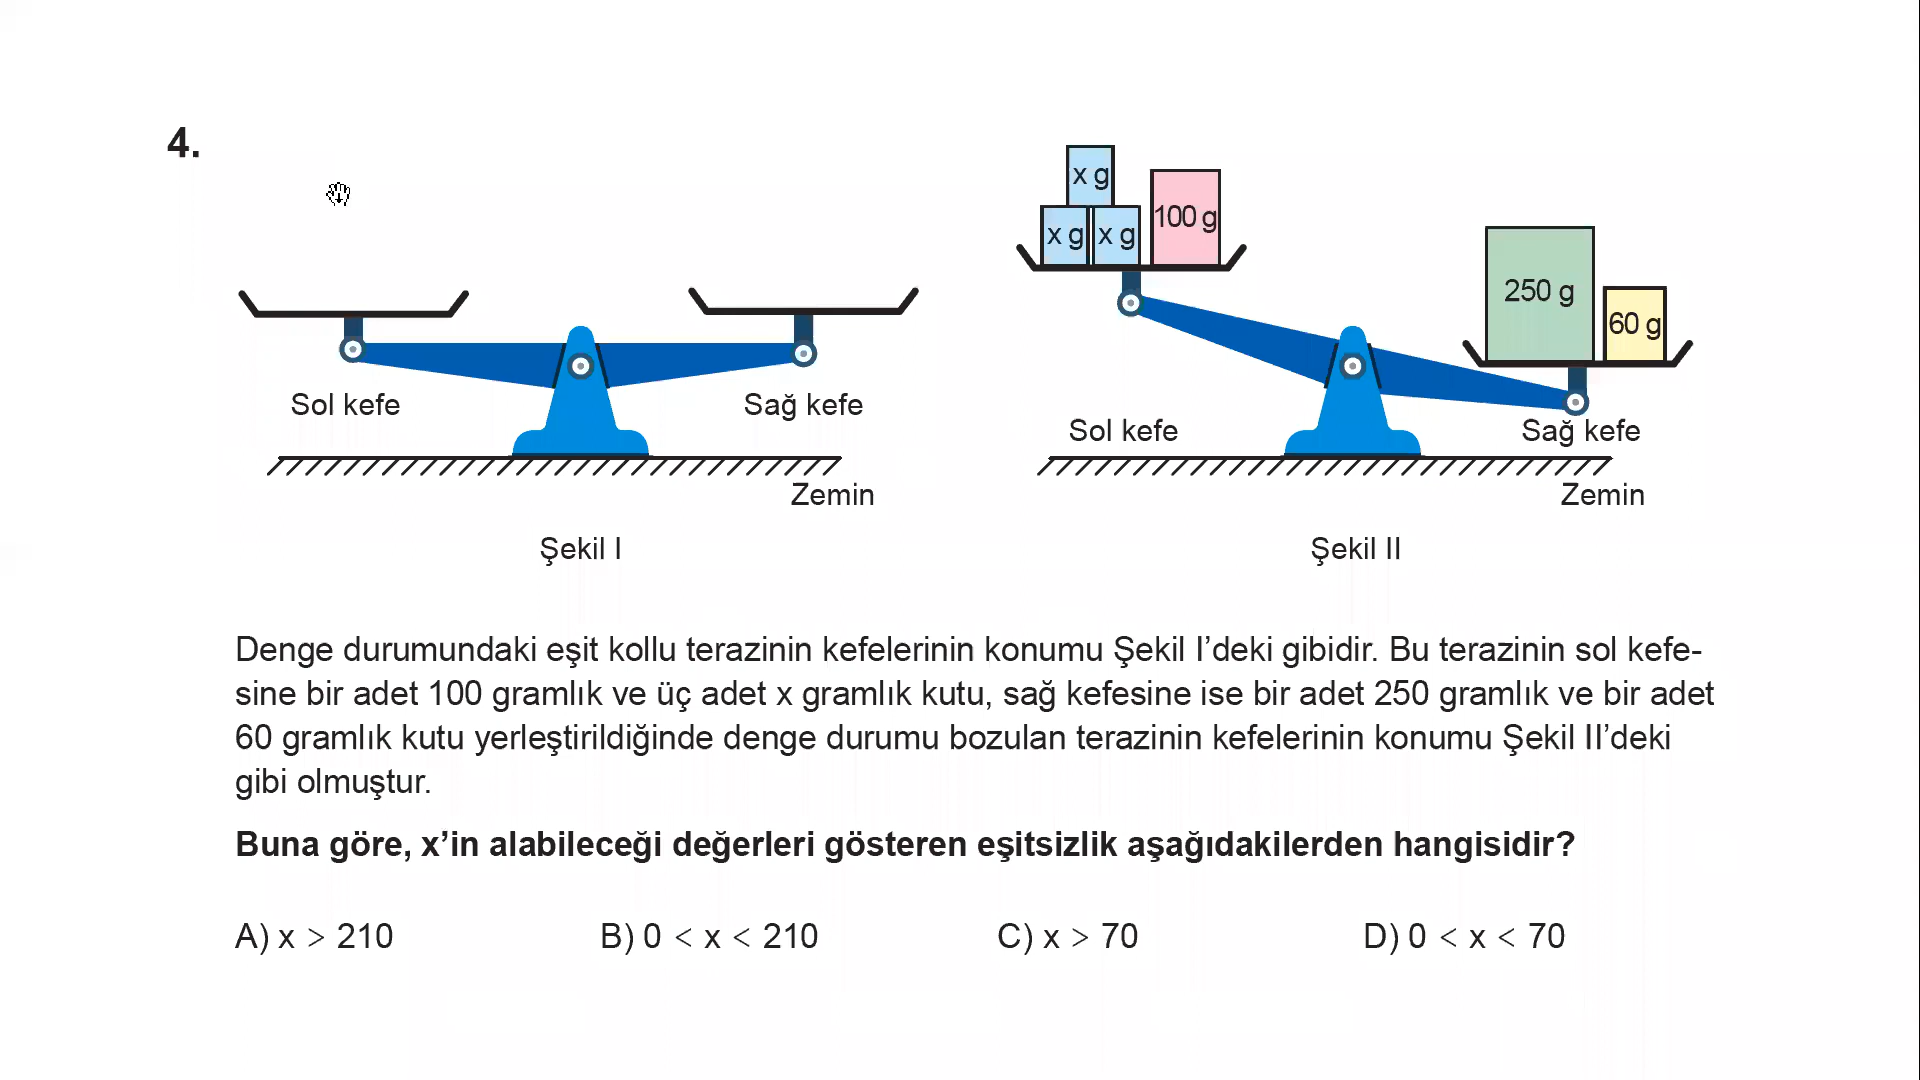 4.
x g
100 g
x g x g
250 g
60 g
Sol kefe
Sağ kefe
Sol kefe
Sağ kefe
Zemin
Zemin
Şekil I
Şekil II
Denge durumundaki eşit kollu terazinin kefelerinin konumu Şekil I’deki gibidir. Bu terazinin sol kefe-
sine bir adet 100 gramlık ve üç adet x gramlık kutu, sağ kefesine ise bir adet 250 gramlık ve bir adet
60 gramlık kutu yerleştirildiğinde denge durumu bozulan terazinin kefelerinin konumu Şekil II’deki
gibi olmuştur.
Buna göre, x’in alabileceği değerleri gösteren eşitsizlik aşağıdakilerden hangisidir?
A) x > 210
B) 0 < x < 210
C) x > 70
D) 0 < x < 70